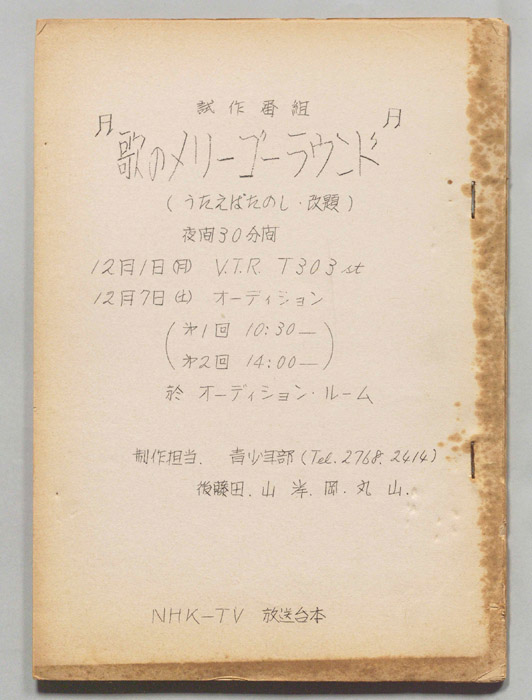 試作番組
♫"歌のメリーゴーラウンド"♫
(うたえばたのし・改題)
夜間30分間
12月1日(月) V.T.R. T303st
12月7日(土) オーディション
(第1回 10:30―
第2回 14:00―)
於 オーディション・ルーム
制作担当. 青少年部(Tel.2768.2414)
後藤田.山岸.岡.丸山.
NHK-TV 放送台本